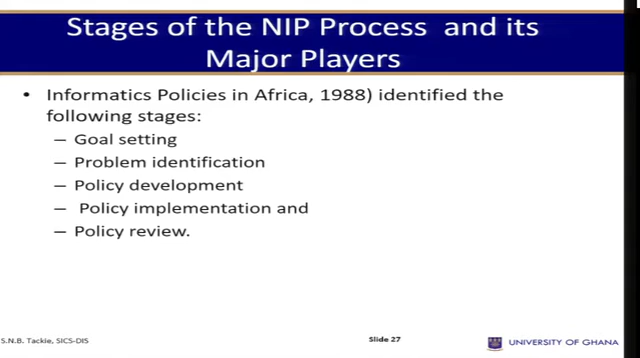 Stages of the NIP Process and its
Major Players
• Informatics Policies in Africa, 1988) identified the
following stages:
– Goal setting
– Problem identification
– Policy development
– Policy implementation and
– Policy review.
S.N.B. Tackie, SICS-DIS
Slide 27
UNIVERSITY OF GHANA